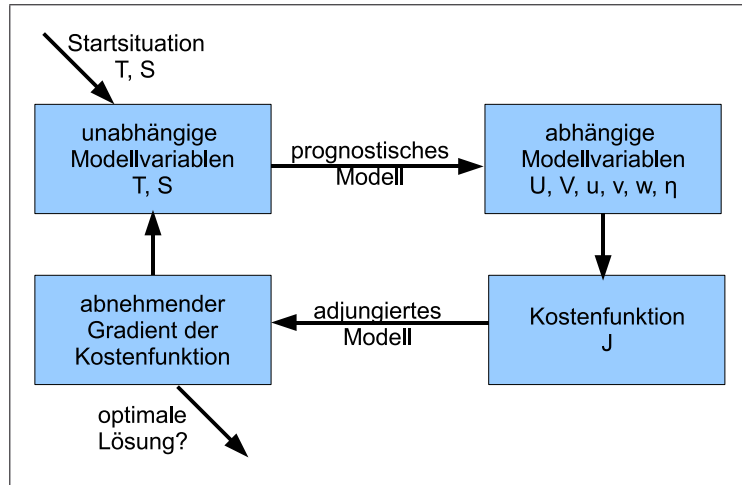 Startsituation
T, S
unabhängige
Modellvariablen
T, S
prognostisches
Modell
abhängige
Modellvariablen
U, V, u, v, w, η
Kostenfunktion
J
adjungiertes
Modell
abnehmender
Gradient der
Kostenfunktion
optimale
Lösung?